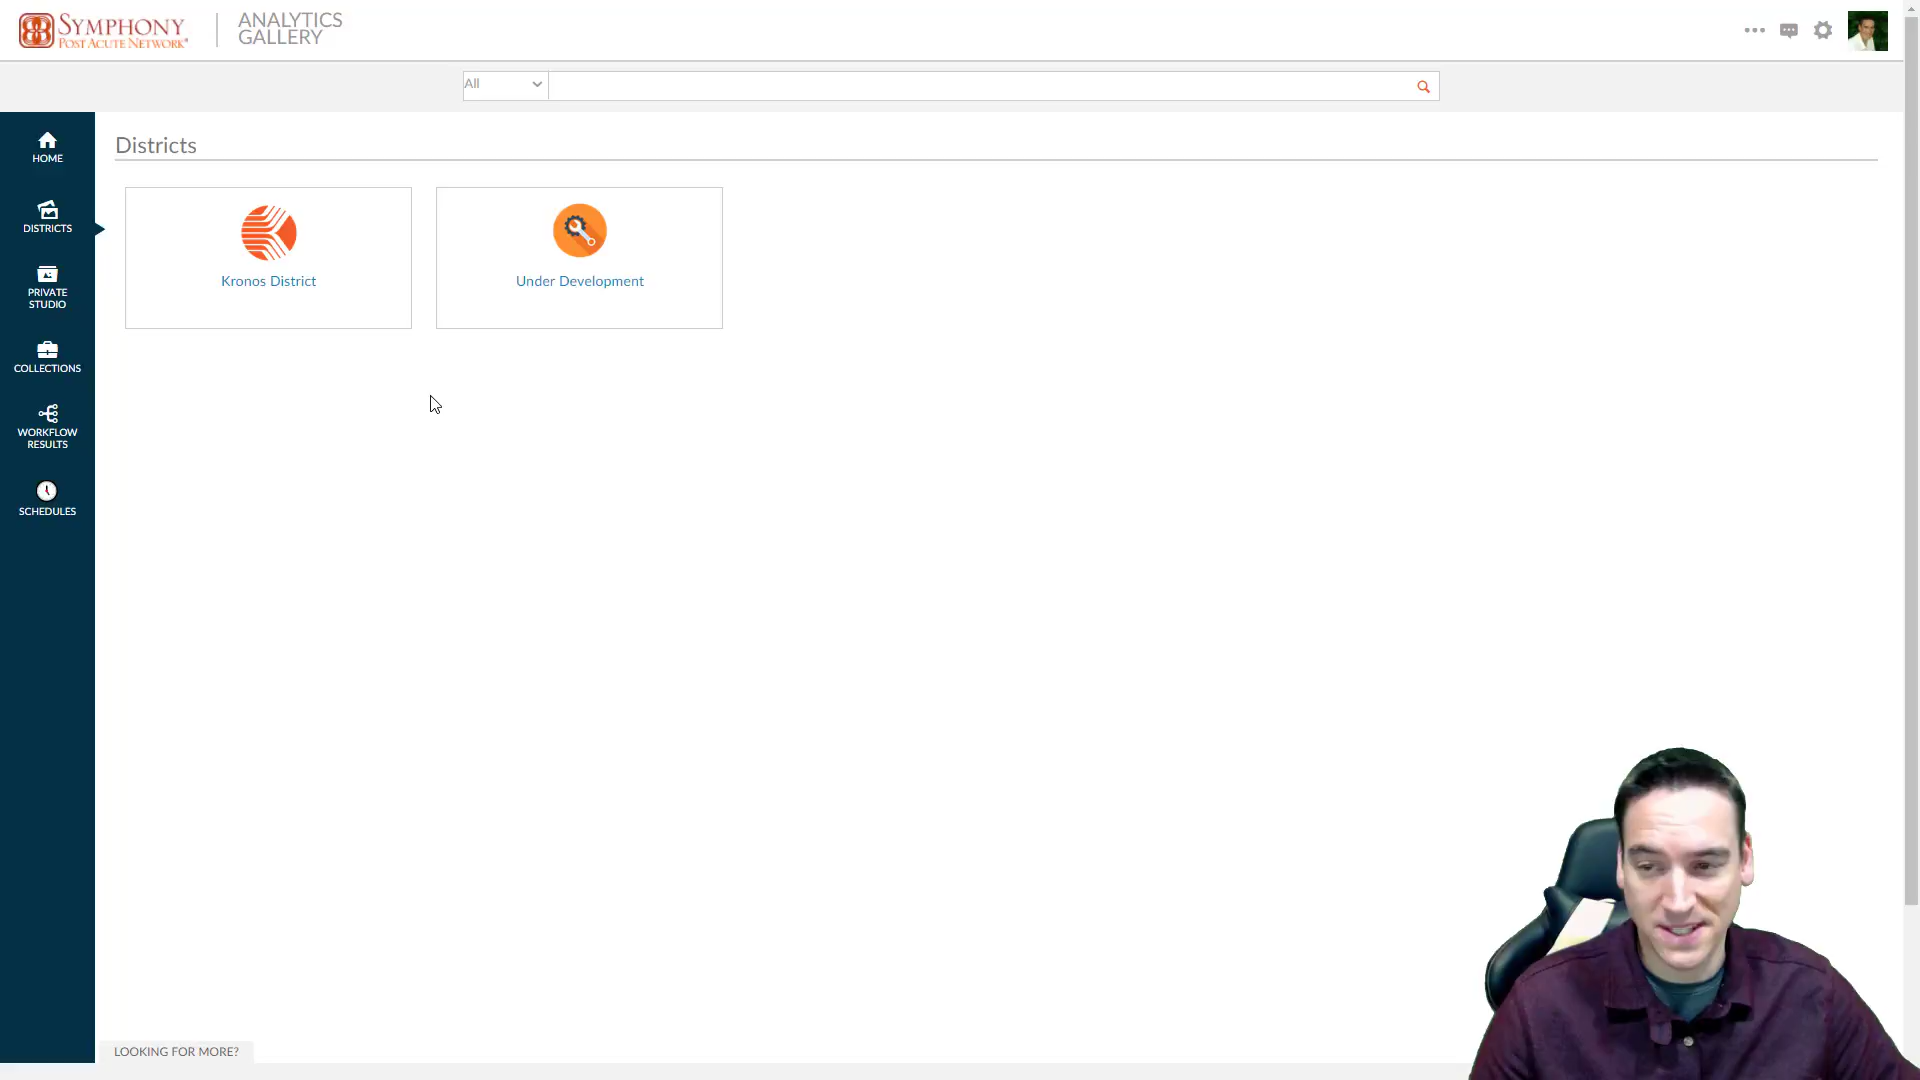 SYMPHONY
POST ACUTE NETWORK®
ANALYTICS
GALLERY
All
HOME
DISTRICTS
PRIVATE
STUDIO
COLLECTIONS
WORKFLOW
RESULTS
SCHEDULES
Districts
Kronos District
Under Development
LOOKING FOR MORE?